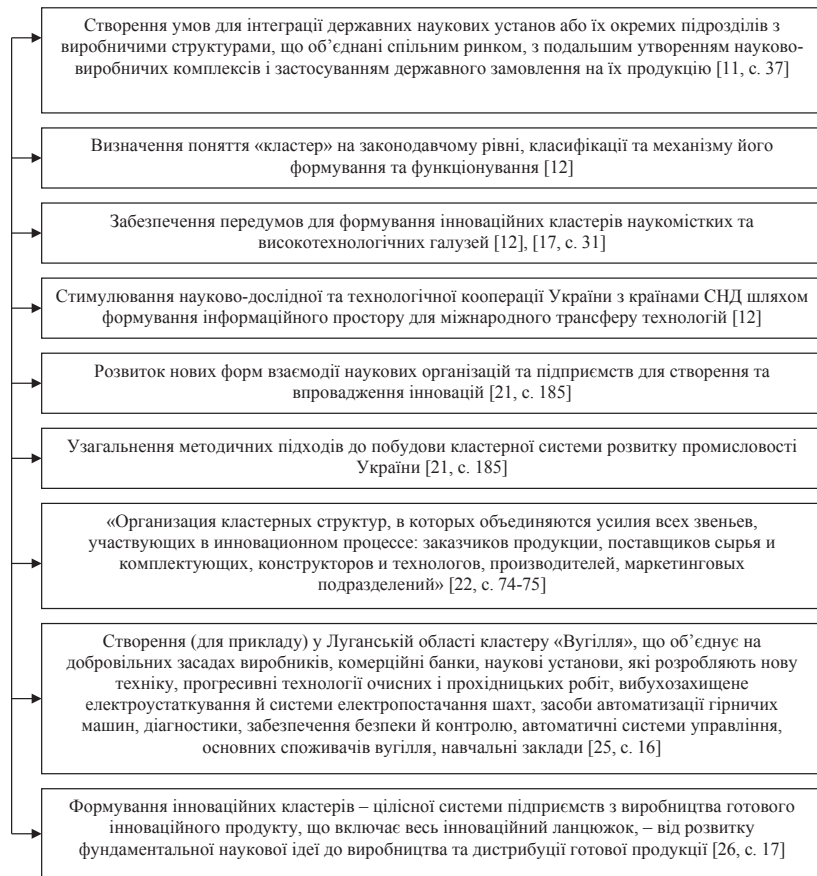 Створення умов для інтеграції державних наукових установ або їх окремих підрозділів з
виробничими структурами, що об’єднані спільним ринком, з подальшим утворенням науково-
виробничих комплексів і застосуванням державного замовлення на їх продукцію [11, с. 37]
Визначення поняття «кластер» на законодавчому рівні, класифікації та механізму його
формування та функціонування [12]
Забезпечення передумов для формування інноваційних кластерів наукомістких та
високотехнологічних галузей [12], [17, с. 31]
Стимулювання науково-дослідної та технологічної кооперації України з країнами СНД шляхом
формування інформаційного простору для міжнародного трансферу технологій [12]
Розвиток нових форм взаємодії наукових організацій та підприємств для створення та
впровадження інновацій [21, с. 185]
Узагальнення методичних підходів до побудови кластерної системи розвитку промисловості
України [21, с. 185]
«Организация кластерных структур, в которых объединяются усилия всех звеньев,
участвующих в инновационном процессе: заказчиков продукции, поставщиков сырья и
комплектующих, конструкторов и технологов, производителей, маркетинговых
подразделений» [22, с. 74-75]
Створення (для прикладу) у Луганській області кластеру «Вугілля», що об’єднує на
добровільних засадах виробників, комерційні банки, наукові установи, які розробляють нову
техніку, прогресивні технології очисних і прохідницьких робіт, вибухозахищене
електроустаткування й системи електропостачання шахт, засоби автоматизації гірничих
машин, діагностики, забезпечення безпеки й контролю, автоматичні системи управління,
основних споживачів вугілля, навчальні заклади [25, с. 16]
Формування інноваційних кластерів – цілісної системи підприємств з виробництва готового
інноваційного продукту, що включає весь інноваційний ланцюжок, – від розвитку
фундаментальної наукової ідеї до виробництва та дистрибуції готової продукції [26, с. 17]